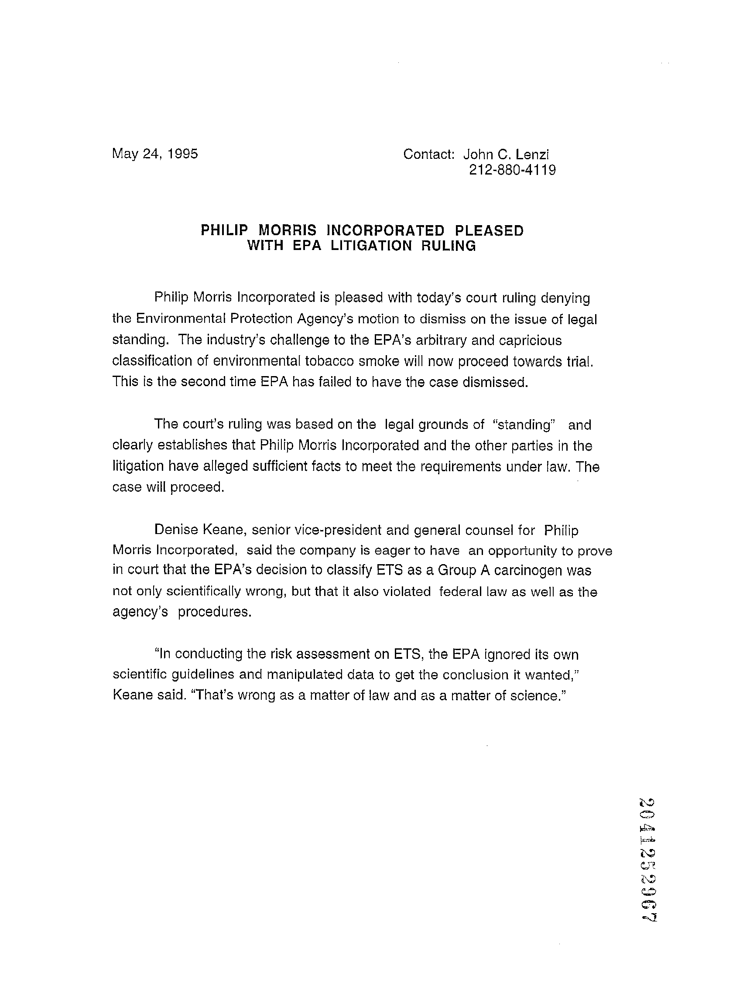 May 24, 1995
Contact: John C. Lenzi
212-880-4119
PHILIP MORRIS INCORPORATED PLEASED
WITH EPA LITIGATION RULING
Philip Morris Incorporated is pleased with today's court ruling denying
the Environmental Protection Agency's motion to dismiss on the issue of legal
standing. The industry's challenge to the EPA's arbitrary and capricious
classification of environmental tobacco smoke will now proceed towards trial.
This is the second time EPA has failed to have the case dismissed.
The court's ruling was based on the legal grounds of “standing” and
clearly establishes that Philip Morris Incorporated and the other parties in the
litigation have alleged sufficient facts to meet the requirements under law. The
case will proceed.
Denise Keane, senior vice-president and general counsel for Philip
Morris Incorporated, said the company is eager to have an opportunity to prove
in court that the EPA's decision to classify ETS as a Group A carcinogen was
not only scientifically wrong, but that it also violated federal law as well as the
agency's procedures.
“In conducting the risk assessment on ETS, the EPA ignored its own
scientific guidelines and manipulated data to get the conclusion it wanted,”
Keane said. “That's wrong as a matter of law and as a matter of science.”
2041252967